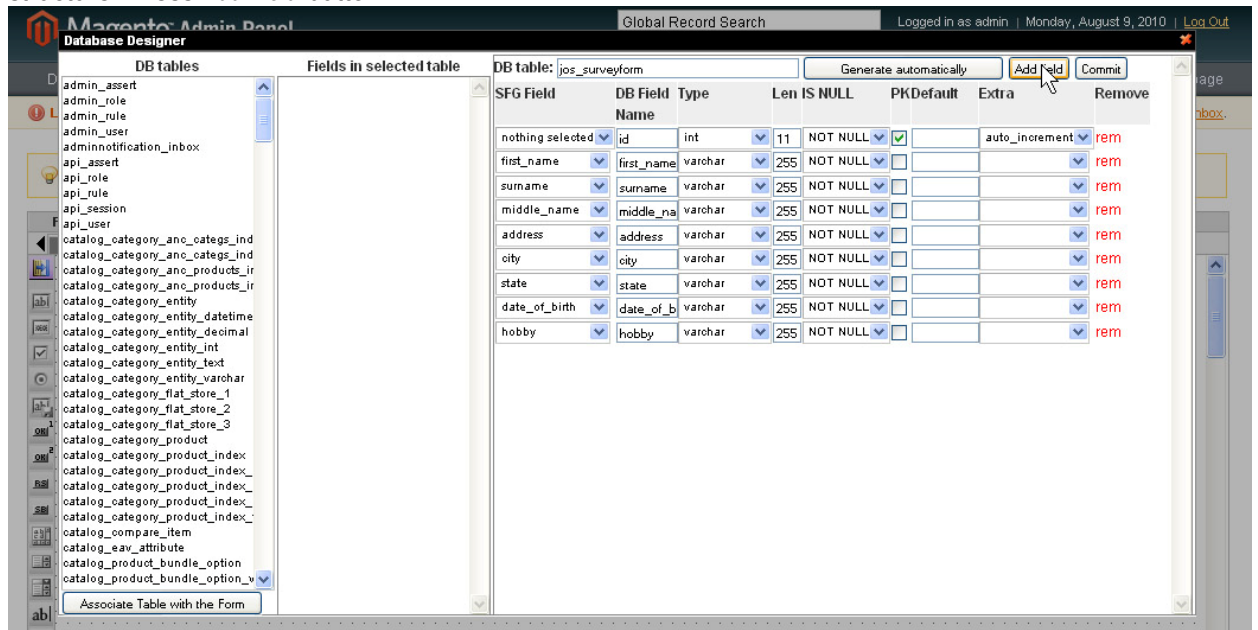 Magento Admin Panel
Global Record Search
Logged in as admin | Monday, August 9, 2010 | Log Out
Database Designer
DB tables
admin_assert
admin_role
admin_rule
admin_user
adminnotification_inbox
api_assert
api_role
api_rule
api_session
api_user
catalog_category_anc_categs_ind
catalog_category_anc_categs_ind
catalog_category_anc_products_ir
catalog_category_anc_products_ir
catalog_category_entity
catalog_category_entity_datetime
catalog_category_entity_decimal
catalog_category_entity_int
catalog_category_entity_text
catalog_category_entity_varchar
catalog_category_flat_store_1
catalog_category_flat_store_2
catalog_category_flat_store_3
catalog_category_product
catalog_category_product_index
catalog_category_product_index_
catalog_category_product_index_
catalog_category_product_index_
catalog_category_product_index_
catalog_compare_item
catalog_eav_attribute
catalog_product_bundle_option
catalog_product_bundle_option_v
Associate Table with the Form
Fields in selected table
DB table: jos_surveyform Generate automatically Add field Commit
SFG Field DB Field Name Type Len IS NULL PK Default Extra Remove
nothing selected id int 11 NOT NULL auto_increment rem
first_name first_name varchar 255 NOT NULL rem
surname surname varchar 255 NOT NULL rem
middle_name middle_na varchar 255 NOT NULL rem
address address varchar 255 NOT NULL rem
city city varchar 255 NOT NULL rem
state state varchar 255 NOT NULL rem
date_of_birth date_of_b varchar 255 NOT NULL rem
hobby hobby varchar 255 NOT NULL rem
age
nbox.